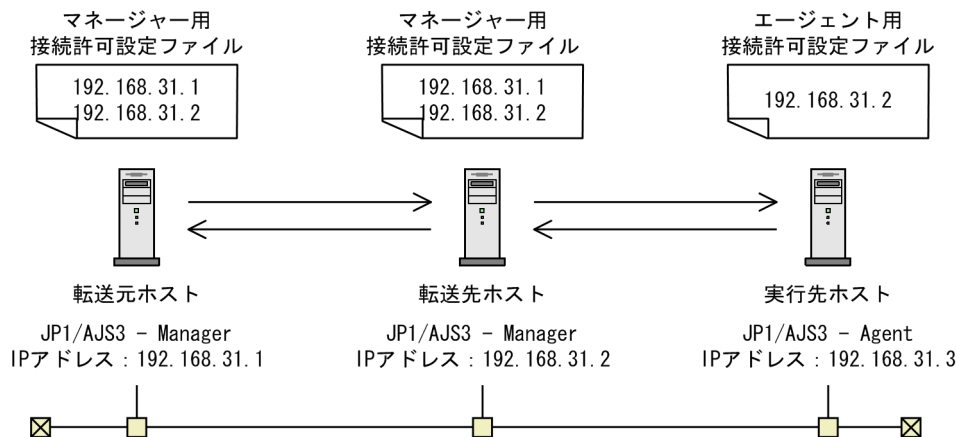 マネージャー用
接続許可設定ファイル
192.168.31.1
192.168.31.2
マネージャー用
接続許可設定ファイル
192.168.31.1
192.168.31.2
エージェント用
接続許可設定ファイル
192.168.31.2
転送元ホスト
JP1/AJS3 - Manager
IPアドレス:192.168.31.1
転送先ホスト
JP1/AJS3 - Manager
IPアドレス:192.168.31.2
実行先ホスト
JP1/AJS3 - Agent
IPアドレス:192.168.31.3